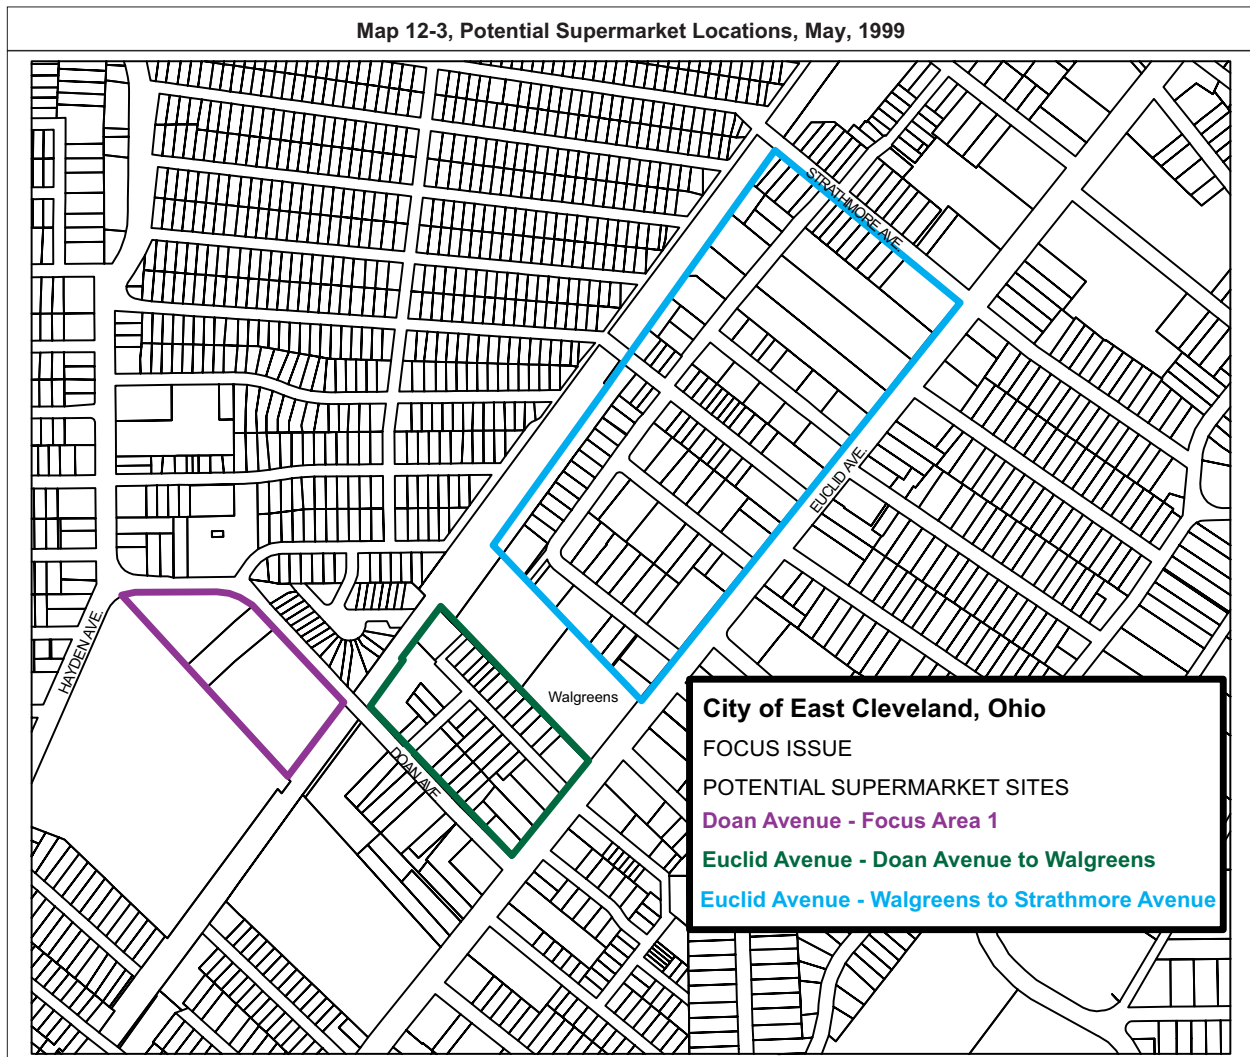 Map 12-3, Potential Supermarket Locations, May, 1999
STRATHMORE AVE.
EUCLID AVE.
HAYDEN AVE.
Walgreens
DOAN AVE
City of East Cleveland, Ohio
FOCUS ISSUE
POTENTIAL SUPERMARKET SITES
Doan Avenue - Focus Area 1
Euclid Avenue - Doan Avenue to Walgreens
Euclid Avenue - Walgreens to Strathmore Avenue